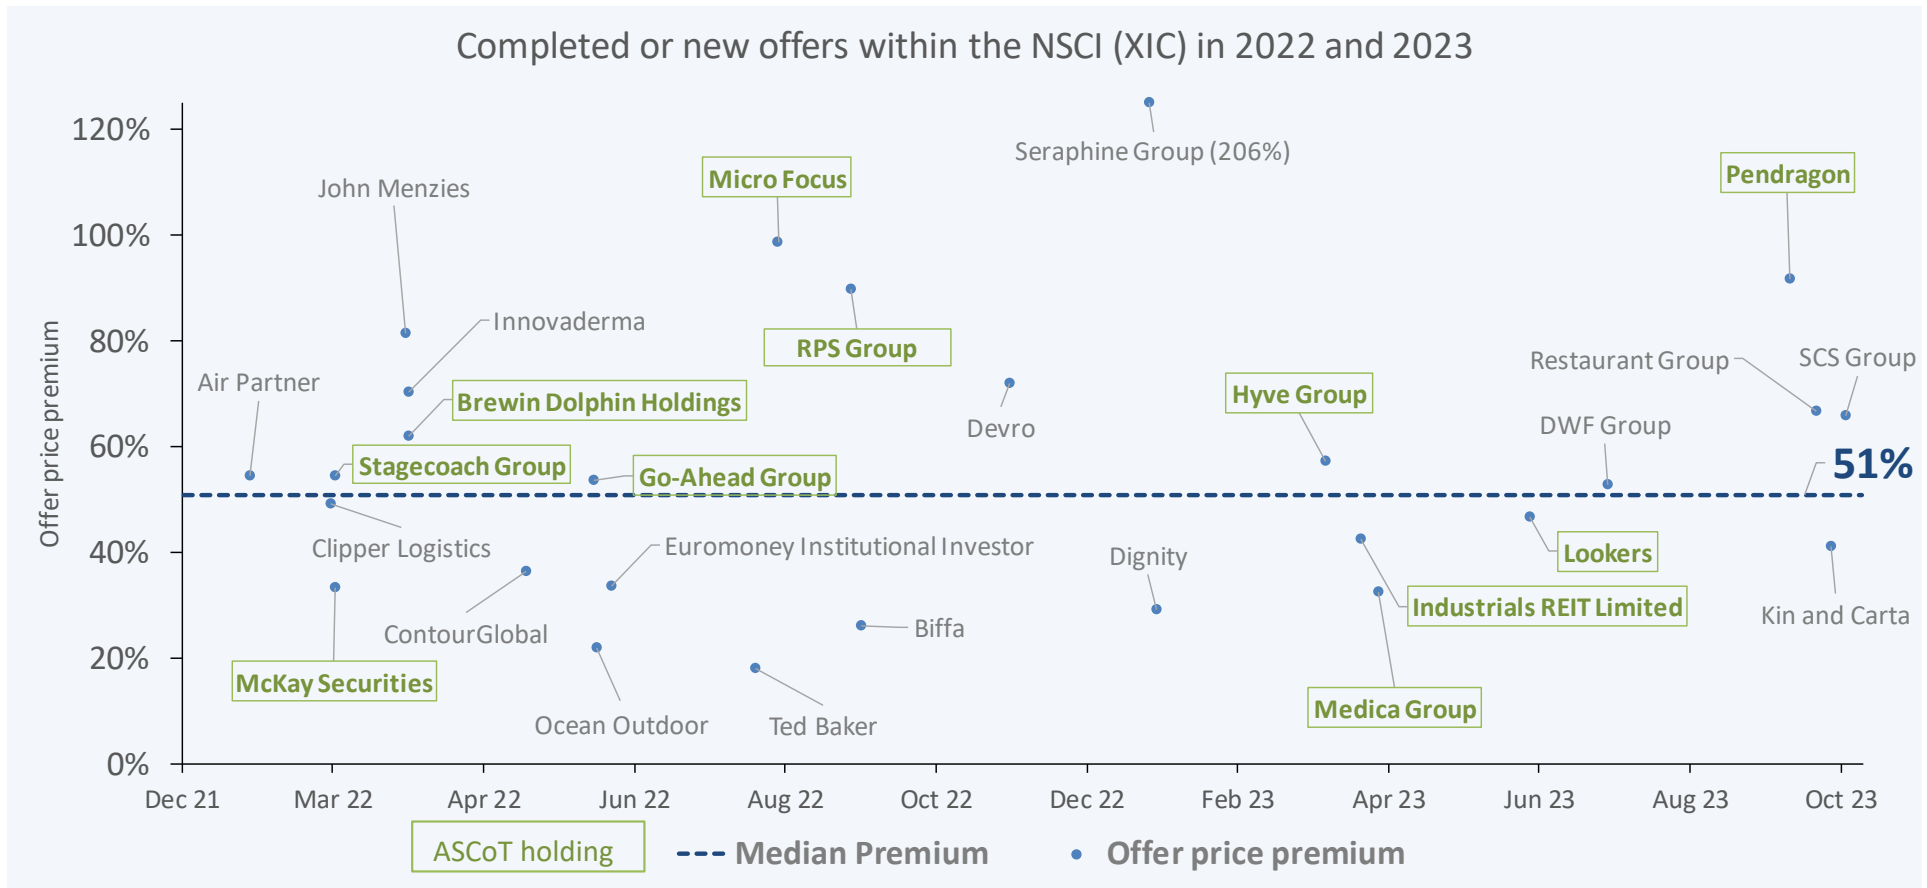 Completed or new offers within the NSCI (XIC) in 2022 and 2023
Offer price premium
120%
100%
80%
60%
40%
20%
0%
Seraphine Group (206%)
Micro Focus
Pendragon
John Menzies
Innovaderma
RPS Group
Restaurant Group
SCS Group
Air Partner
Brewin Dolphin Holdings
Hyve Group
Devro
DWF Group
Stagecoach Group
Go-Ahead Group
51%
Clipper Logistics
Euromoney Institutional Investor
Dignity
Lookers
Industrials REIT Limited
Kin and Carta
ContourGlobal
Biffa
McKay Securities
Medica Group
Ocean Outdoor
Ted Baker
Dec 21
Mar 22
Apr 22
Jun 22
Aug 22
Oct 22
Dec 22
Feb 23
Apr 23
Jun 23
Aug 23
Oct 23
ASCoT holding
Median Premium
Offer price premium